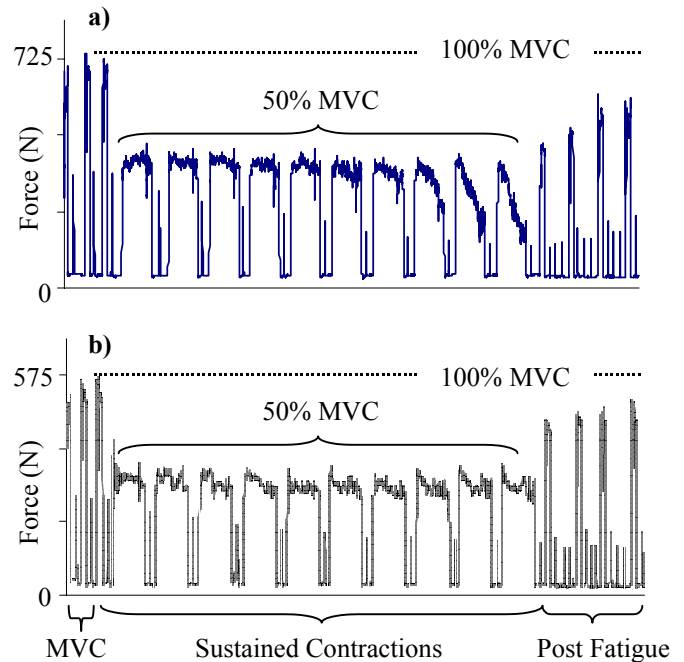 a)
725
100% MVC
50% MVC
Force (N)
0
b)
575
100% MVC
50% MVC
Force (N)
0
MVC
Sustained Contractions
Post Fatigue